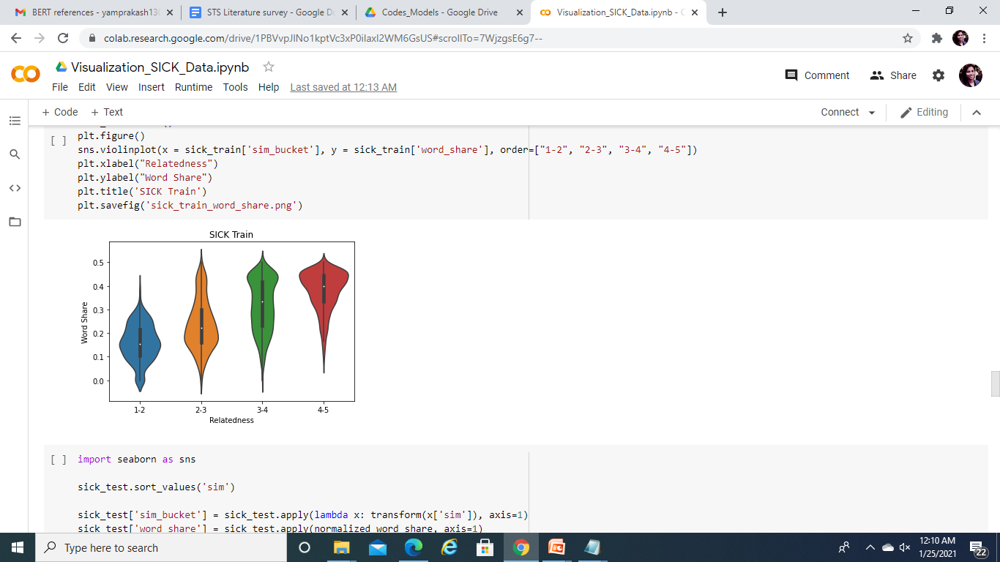 BERT references - yamprakash130
STS Literature survey - Google Do
Codes_Models - Google Drive
Visualization_SICK_Data.ipynb - C
colab.research.google.com/drive/
Visualization_SICK_Data.ipynb
Comment
Share
File Edit View Insert Runtime Tools Help Last saved at 12:13 AM
+ Code + Text
Connect
Editing
[ ]
plt.figure()
sns.violinplot(x = sick_train['sim_bucket'], y = sick_train['word_share'], order=["1-2", "2-3", "3-4", "4-5"])
plt.xlabel("Relatedness")
plt.ylabel("Word Share")
plt.title('SICK Train')
plt.savefig('sick_train_word_share.png')
SICK Train
0.5
0.4
0.3
0.2
0.1
0.0
Word Share
1-2 2-3 3-4 4-5
Relatedness
[ ] import seaborn as sns
sick_test.sort_values('sim')
sick_test['sim_bucket'] = sick_test.apply(lambda x: transform(x['sim']), axis=1)
sick_test['word_share'] = sick_test.apply(normalized_word_share, axis=1)
Type here to search
12:10 AM
1/25/2021
22